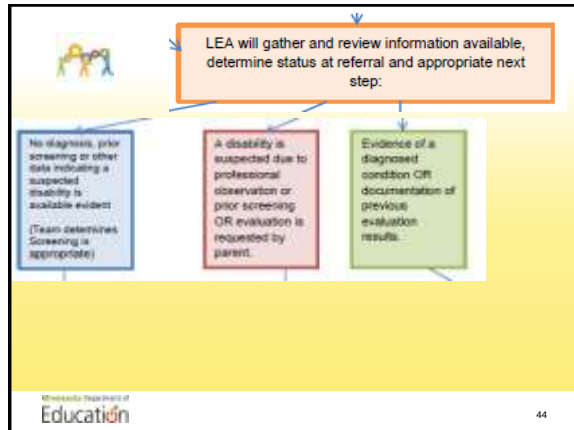 LEA will gather and review information available,
determine status at referral and appropriate next
step:
No diagnosis, prior
screening or other
data indicating a
suspected
disability is
available evident
(Team determines
Screening is
appropriate)
A disability is
suspected due to
professional
observation or
prior screening
OR evaluation is
requested by
parent.
Evidence of a
diagnosed
condition OR
documentation of
previous
evaluation
results.
Minnesota Department of
Education
44